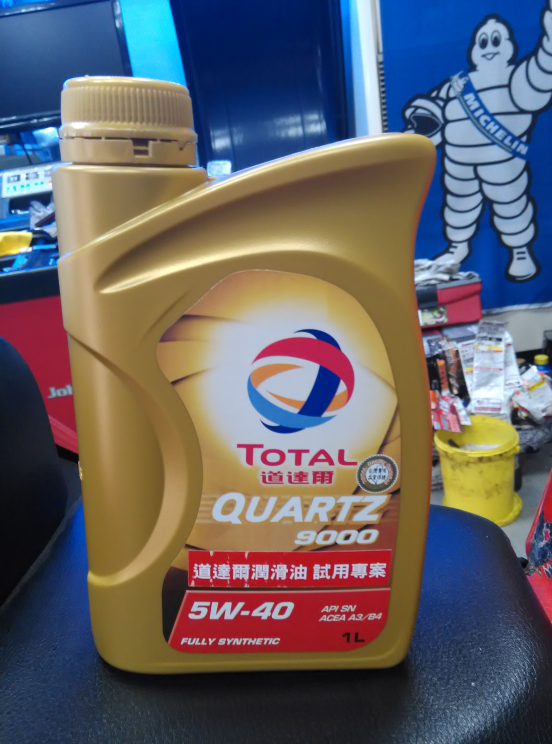 MICHELIN
Joh
TOTAL
道達爾
QUARTZ
9000
道達爾潤滑油 試用專案
5W-40
API SN
ACEA A3/B4
FULLY SYNTHETIC
1L